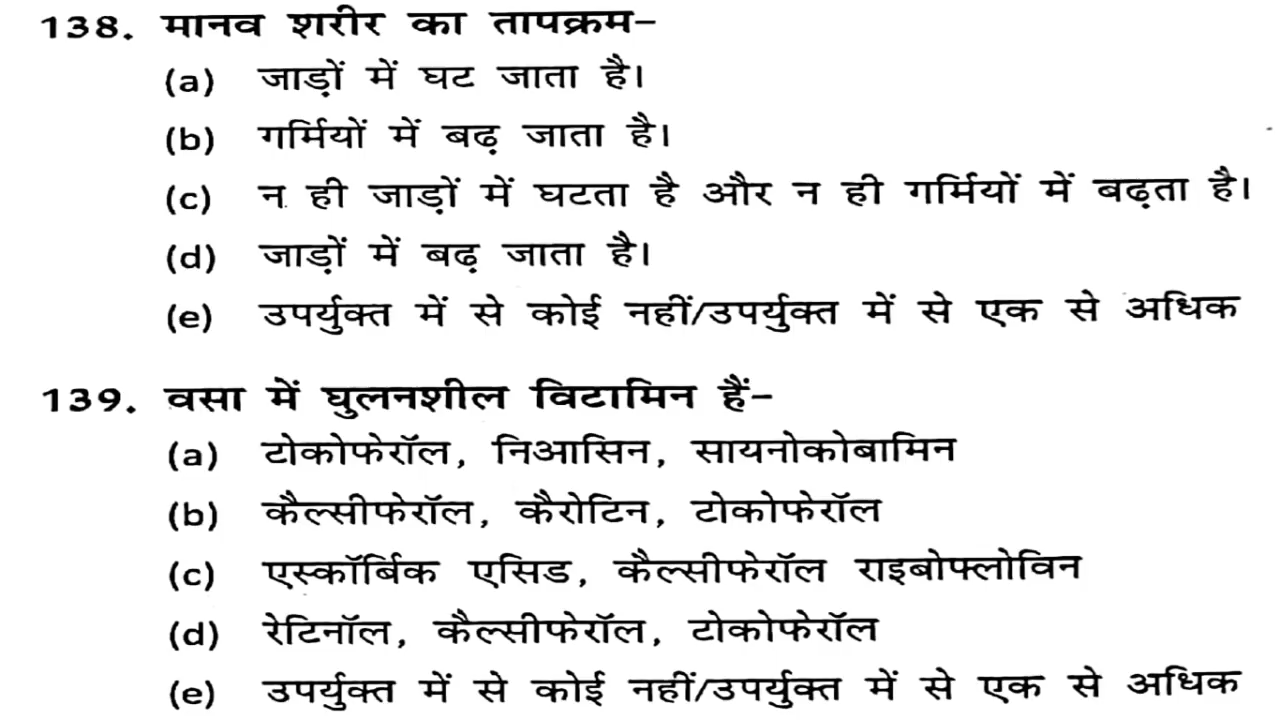 138. मानव शरीर का तापक्रम–
(a) जाड़ों में घट जाता है।
(b) गर्मियों में बढ़ जाता है।
(c) न ही जाड़ों में घटता है और न ही गर्मियों में बढ़ता है।
(d) जाड़ों में बढ़ जाता है।
(e) उपर्युक्त में से कोई नहीं/उपर्युक्त में से एक से अधिक
139. वसा में घुलनशील विटामिन हैं–
(a) टोकोफेरॉल, निआसिन, सायनोकोबामिन
(b) कैल्सीफेरॉल, कैरोटिन, टोकोफेरॉल
(c) एस्कॉर्बिक एसिड, कैल्सीफेरॉल राइबोफ्लोविन
(d) रेटिनॉल, कैल्सीफेरॉल, टोकोफेरॉल
(e) उपर्युक्त में से कोई नहीं/उपर्युक्त में से एक से अधिक